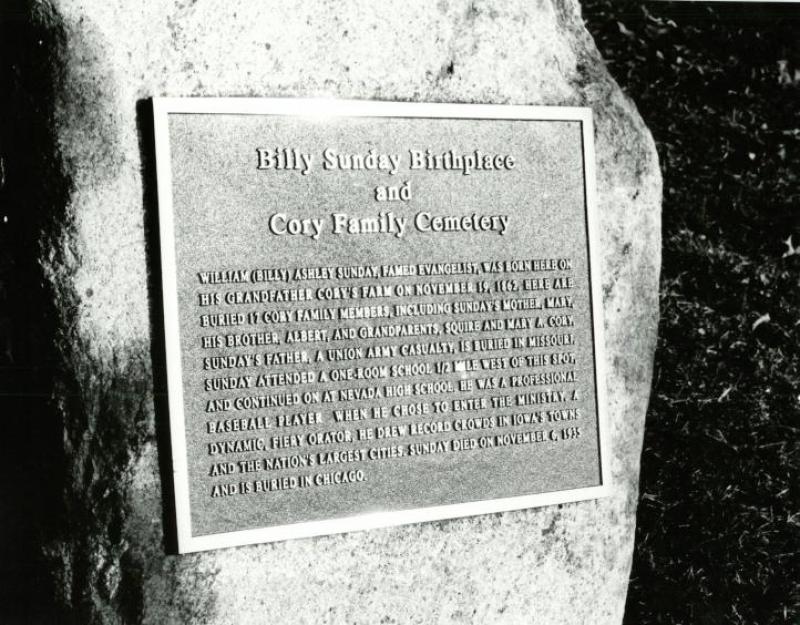 Billy Sunday Birthplace
and
Cory Family Cemetery
WILLIAM (BILLY) ASHLEY SUNDAY, FAMED EVANGELIST, WAS BORN HERE ON
HIS GRANDFATHER CORY'S FARM ON NOVEMBER 19, 1862. HERE ARE
BURIED 17 CORY FAMILY MEMBERS, INCLUDING SUNDAY'S MOTHER, MARY,
HIS BROTHER, ALBERT, AND GRANDPARENTS, SQUIRE AND MARY A. CORY.
SUNDAY'S FATHER, A UNION ARMY CASUALTY, IS BURIED IN MISSOURI.
SUNDAY ATTENDED A ONE-ROOM SCHOOL 1/2 MILE WEST OF THIS SPOT,
AND CONTINUED ON AT NEVADA HIGH SCHOOL. HE WAS A PROFESSIONAL
BASEBALL PLAYER WHEN HE CHOSE TO ENTER THE MINISTRY. A
DYNAMIC, FIERY ORATOR, HE DREW RECORD CROWDS IN IOWA'S TOWNS
AND THE NATION'S LARGEST CITIES. SUNDAY DIED ON NOVEMBER 6, 1935
AND IS BURIED IN CHICAGO.